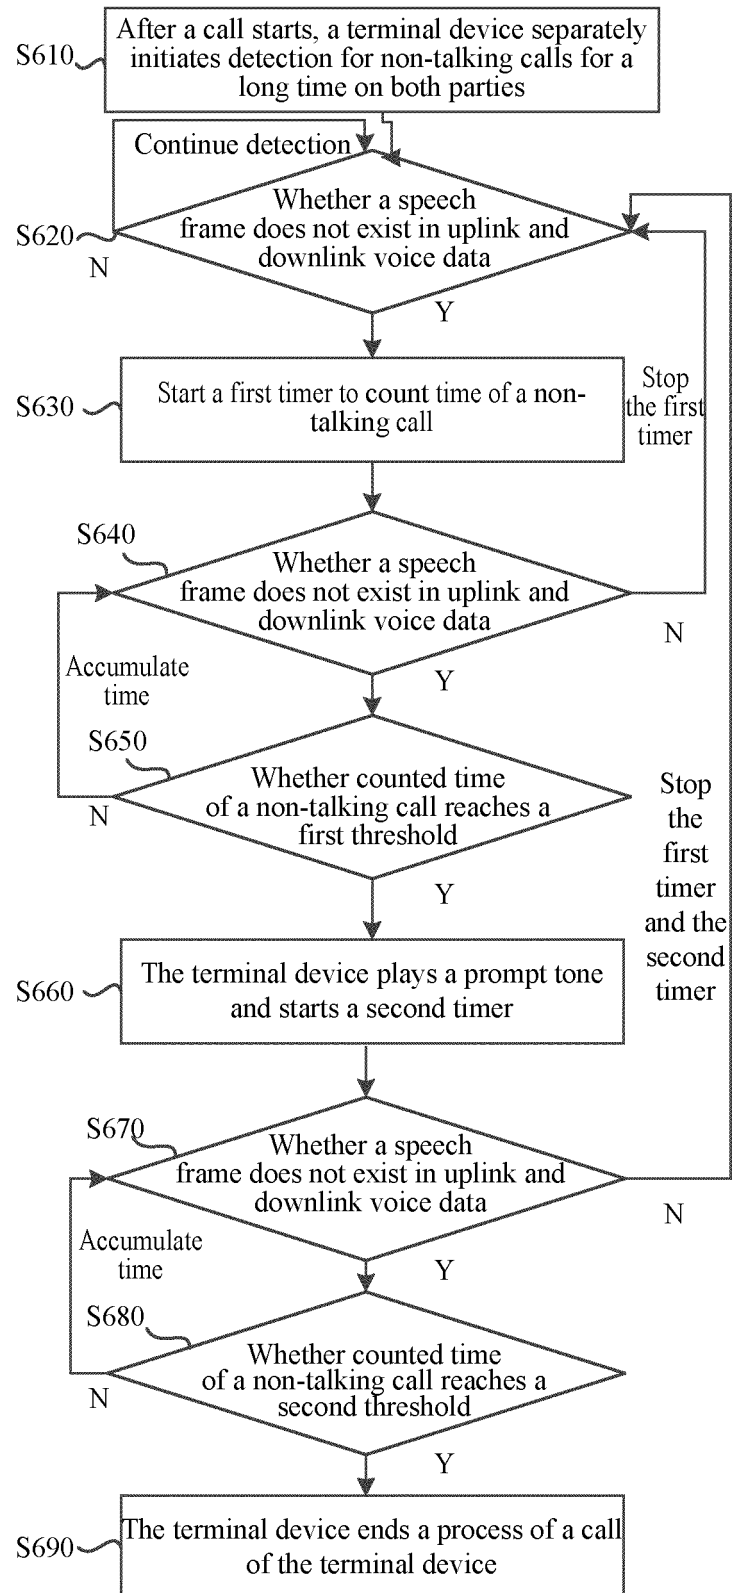 After a call starts, a terminal device separately
S610
initiates detection for non-talking calls for a
long time on both parties
Continue detection
Whether a speech
S620
frame does not exist in uplink and
downlink voice data
N
Y
Start a first timer to count time of a non-
talking call
S630
Stop
the first
timer
S640
Whether a speech
frame does not exist in uplink and
downlink voice data
N
Y
Accumulate
time
S650
Whether counted time
of a non-talking call reaches a
first threshold
N
Y
Stop
the
first
timer
and the
second
timer
The terminal device plays a prompt tone
and starts a second timer
S660
S670
Whether a speech
frame does not exist in uplink and
downlink voice data
N
Y
Accumulate
time
S680
Whether counted time
of a non-talking call reaches a
second threshold
N
Y
The terminal device ends a process of a call
of the terminal device
S690